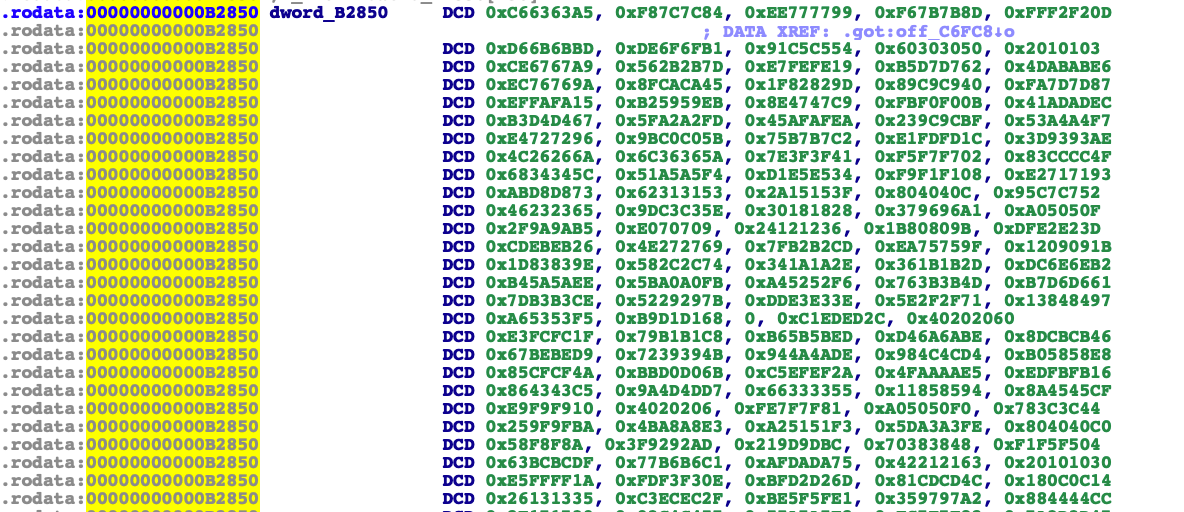 .rodata:00000000000B2850 dword_B2850 DCD 0xC66363A5, 0xF87C7C84, 0xEE777799, 0xF67B7B8D, 0xFFF2F20D
.rodata:00000000000B2850 ; DATA XREF: .got:off_C6FC8↓o
.rodata:00000000000B2850 DCD 0xD66B6BBD, 0xDE6F6FB1, 0x91C5C554, 0x60303050, 0x2010103
.rodata:00000000000B2850 DCD 0xCE6767A9, 0x562B2B7D, 0xE7FEFE19, 0xB5D7D762, 0x4DABABE6
.rodata:00000000000B2850 DCD 0xEC76769A, 0x8FCACA45, 0x1F82829D, 0x89C9C940, 0xFA7D7D87
.rodata:00000000000B2850 DCD 0xEFFAFA15, 0xB25959EB, 0x8E4747C9, 0xFBF0F00B, 0x41ADADEC
.rodata:00000000000B2850 DCD 0xB3D4D467, 0x5FA2A2FD, 0x45AFAFEA, 0x239C9CBF, 0x53A4A4F7
.rodata:00000000000B2850 DCD 0xE4727296, 0x9BC0C05B, 0x75B7B7C2, 0xE1FDFD1C, 0x3D9393AE
.rodata:00000000000B2850 DCD 0x4C26266A, 0x6C36365A, 0x7E3F3F41, 0xF5F7F702, 0x83CCCC4F
.rodata:00000000000B2850 DCD 0x6834345C, 0x51A5A5F4, 0xD1E5E534, 0xF9F1F108, 0xE2717193
.rodata:00000000000B2850 DCD 0xABD8D873, 0x62313153, 0x2A15153F, 0x804040C, 0x95C7C752
.rodata:00000000000B2850 DCD 0x46232365, 0x9DC3C35E, 0x30181828, 0x379696A1, 0xA05050F
.rodata:00000000000B2850 DCD 0x2F9A9AB5, 0xE070709, 0x24121236, 0x1B80809B, 0xDFE2E23D
.rodata:00000000000B2850 DCD 0xCDEBEB26, 0x4E272769, 0x7FB2B2CD, 0xEA75759F, 0x1209091B
.rodata:00000000000B2850 DCD 0x1D83839E, 0x582C2C74, 0x341A1A2E, 0x361B1B2D, 0xDC6E6EB2
.rodata:00000000000B2850 DCD 0xB45A5AEE, 0x5BA0A0FB, 0xA45252F6, 0x763B3B4D, 0xB7D6D661
.rodata:00000000000B2850 DCD 0x7DB3B3CE, 0x5229297B, 0xDDE3E33E, 0x5E2F2F71, 0x13848497
.rodata:00000000000B2850 DCD 0xA65353F5, 0xB9D1D168, 0, 0xC1EDED2C, 0x40202060
.rodata:00000000000B2850 DCD 0xE3FCFC1F, 0x79B1B1C8, 0xB65B5BED, 0xD46A6ABE, 0x8DCBCB46
.rodata:00000000000B2850 DCD 0x67BEBED9, 0x7239394B, 0x944A4ADE, 0x984C4CD4, 0xB05858E8
.rodata:00000000000B2850 DCD 0x85CFCF4A, 0xBBD0D06B, 0xC5EFEF2A, 0x4FAAAAE5, 0xEDFBFB16
.rodata:00000000000B2850 DCD 0x864343C5, 0x9A4D4DD7, 0x66333355, 0x11858594, 0x8A4545CF
.rodata:00000000000B2850 DCD 0xE9F9F910, 0x4020206, 0xFE7F7F81, 0xA05050F0, 0x783C3C44
.rodata:00000000000B2850 DCD 0x259F9FBA, 0x4BA8A8E3, 0xA25151F3, 0x5DA3A3FE, 0x804040C0
.rodata:00000000000B2850 DCD 0x58F8F8A, 0x3F9292AD, 0x219D9DBC, 0x70383848, 0xF1F5F504
.rodata:00000000000B2850 DCD 0x63BCBCDF, 0x77B6B6C1, 0xAFDADA75, 0x42212163, 0x20101030
.rodata:00000000000B2850 DCD 0xE5FFFF1A, 0xFDF3F30E, 0xBFD2D26D, 0x81CDCD4C, 0x180C0C14
.rodata:00000000000B2850 DCD 0x26131335, 0xC3ECEC2F, 0xBE5F5FE1, 0x359797A2, 0x884444CC